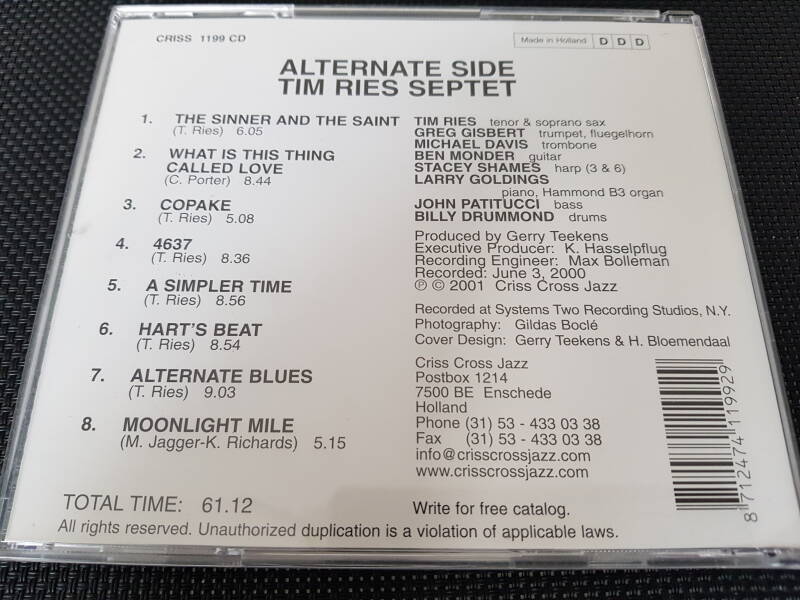 CRISS 1199 CD
Made in Holland D D D
ALTERNATE SIDE
TIM RIES SEPTET
1. THE SINNER AND THE SAINT
(T. Ries) 6.05
2. WHAT IS THIS THING
CALLED LOVE
(C. Porter) 8.44
3. COPAKE
(T. Ries) 5.08
4. 4637
(T. Ries) 8.36
5. A SIMPLER TIME
(T. Ries) 8.56
6. HART'S BEAT
(T. Ries) 8.54
7. ALTERNATE BLUES
(T. Ries) 9.03
8. MOONLIGHT MILE
(M. Jagger-K. Richards) 5.15
TOTAL TIME: 61.12
TIM RIES tenor & soprano sax
GREG GISBERT trumpet, fluegelhorn
MICHAEL DAVIS trombone
BEN MONDER guitar
STACEY SHAMES harp (3 & 6)
LARRY GOLDINGS
piano, Hammond B3 organ
JOHN PATITUCCI bass
BILLY DRUMMOND drums
Produced by Gerry Teekens
Executive Producer: K. Hasselpflug
Recording Engineer: Max Bolleman
Recorded: June 3, 2000
℗ © 2001 Criss Cross Jazz
Recorded at Systems Two Recording Studios, N.Y.
Photography: Gildas Boclé
Cover Design: Gerry Teekens & H. Bloemendaal
Criss Cross Jazz
Postbox 1214
7500 BE Enschede
Holland
Phone (31) 53 - 433 03 38
Fax (31) 53 - 433 03 38
info@crisscrossjazz.com
www.crisscrossjazz.com
8 712474 119929
Write for free catalog.
All rights reserved. Unauthorized duplication is a violation of applicable laws.